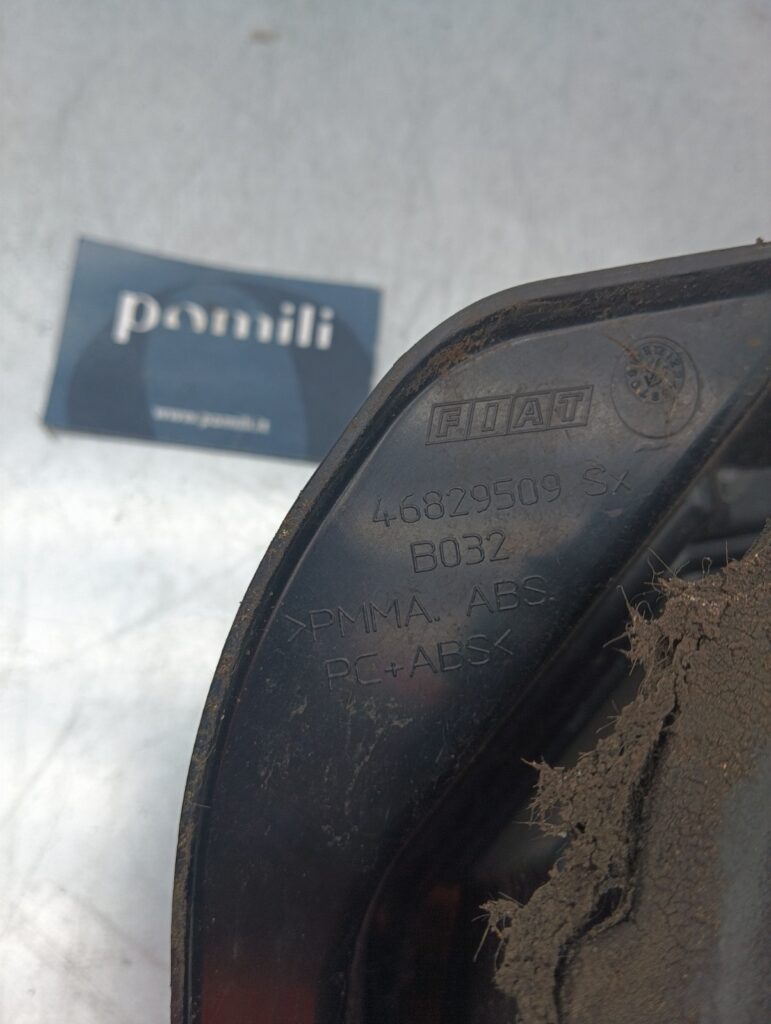 pomili
www.pomili.it
FIAT
46829509 Sx
B032
>PMMA. ABS.
PC+ABS<